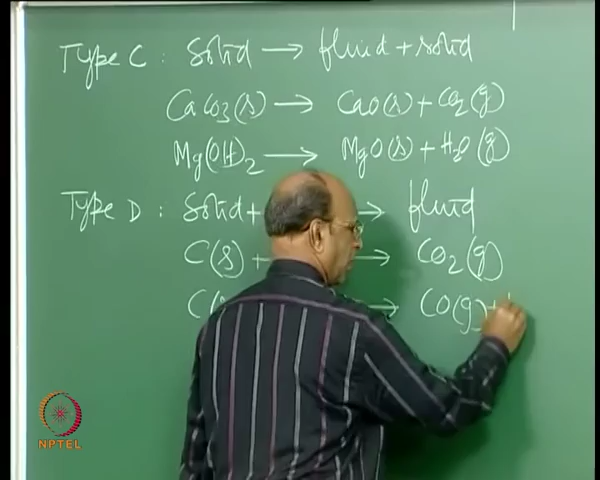 Type C : Solid → fluid + solid
CaCO3(s) → CaO(s) + CO2(g)
Mg(OH)2 → MgO(s) + H2O(g)
Type D : Solid + → fluid
C(s) + → CO2(g)
C( → CO(g) +
NPTEL